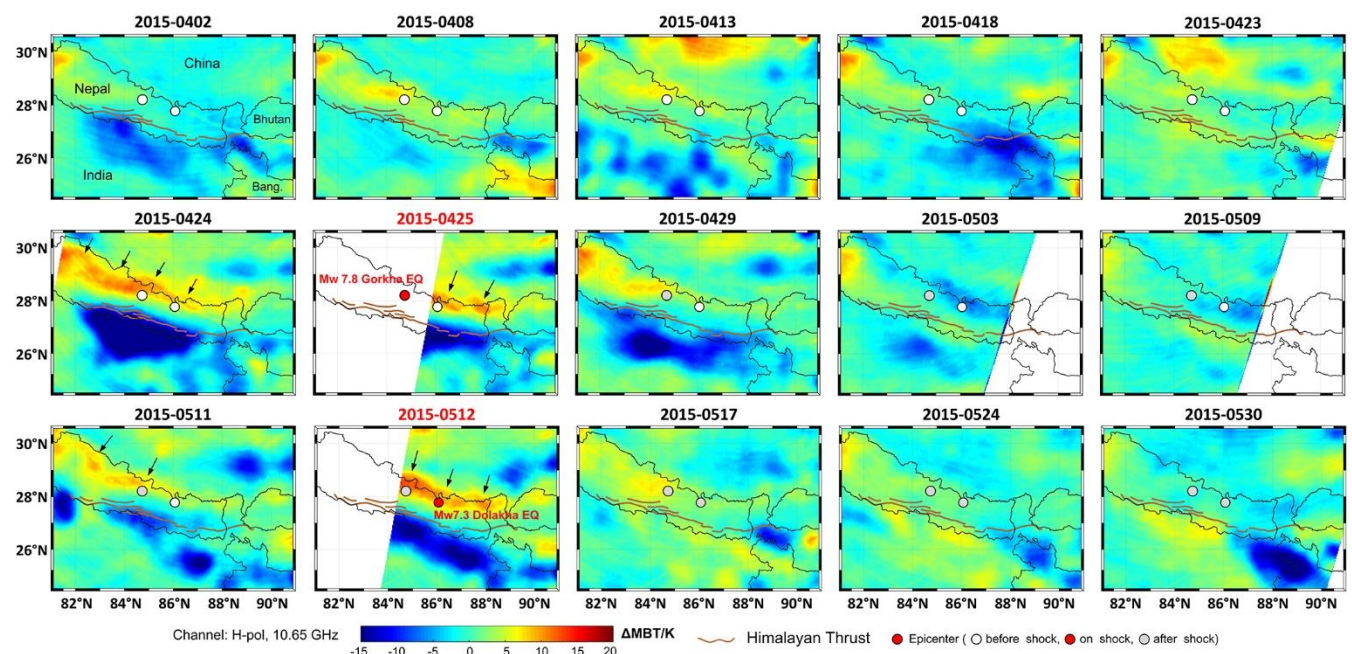 2015-0402 2015-0408 2015-0413 2015-0418 2015-0423
30°N
China
Nepal
28°N
Bhutan
26°N
India
Bang.
2015-0424 2015-0425 2015-0429 2015-0503 2015-0509
30°N
Mw 7.8 Gorkha EQ
28°N
26°N
2015-0511 2015-0512 2015-0517 2015-0524 2015-0530
30°N
28°N
Mw7.3 Dolakha EQ
26°N
82°N 84°N 86°N 88°N 90°N 82°N 84°N 86°N 88°N 90°N 82°N 84°N 86°N 88°N 90°N 82°N 84°N 86°N 88°N 90°N 82°N 84°N 86°N 88°N 90°N
Channel: H-pol, 10.65 GHz ΔMBT/K Himalayan Thrust Epicenter ( before shock, on shock, after shock)
-15 -10 -5 0 5 10 15 20